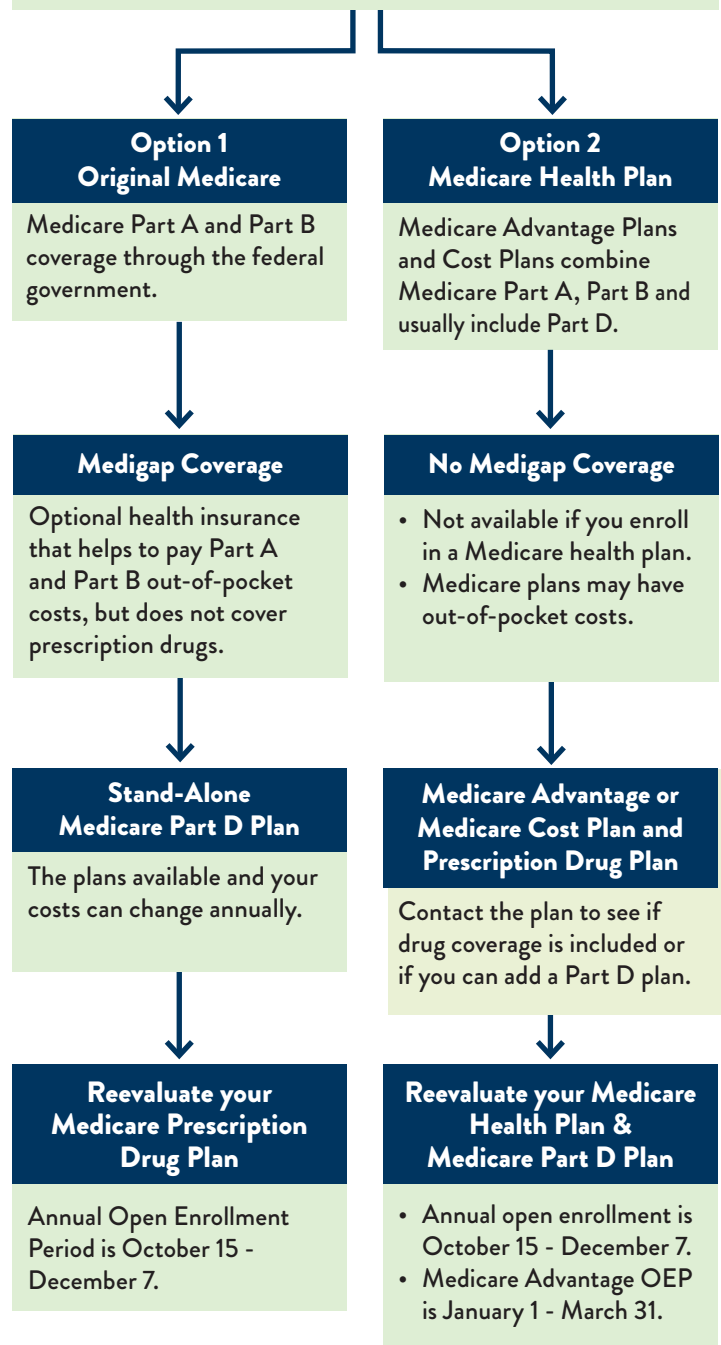 Option 1
Original Medicare
Medicare Part A and Part B
coverage through the federal
government.
Option 2
Medicare Health Plan
Medicare Advantage Plans
and Cost Plans combine
Medicare Part A, Part B and
usually include Part D.
Medigap Coverage
Optional health insurance
that helps to pay Part A
and Part B out-of-pocket
costs, but does not cover
prescription drugs.
No Medigap Coverage
• Not available if you enroll
in a Medicare health plan.
• Medicare plans may have
out-of-pocket costs.
Stand-Alone
Medicare Part D Plan
The plans available and your
costs can change annually.
Medicare Advantage or
Medicare Cost Plan and
Prescription Drug Plan
Contact the plan to see if
drug coverage is included or
if you can add a Part D plan.
Reevaluate your
Medicare Prescription
Drug Plan
Annual Open Enrollment
Period is October 15 -
December 7.
Reevaluate your Medicare
Health Plan &
Medicare Part D Plan
• Annual open enrollment is
October 15 - December 7.
• Medicare Advantage OEP
is January 1 - March 31.